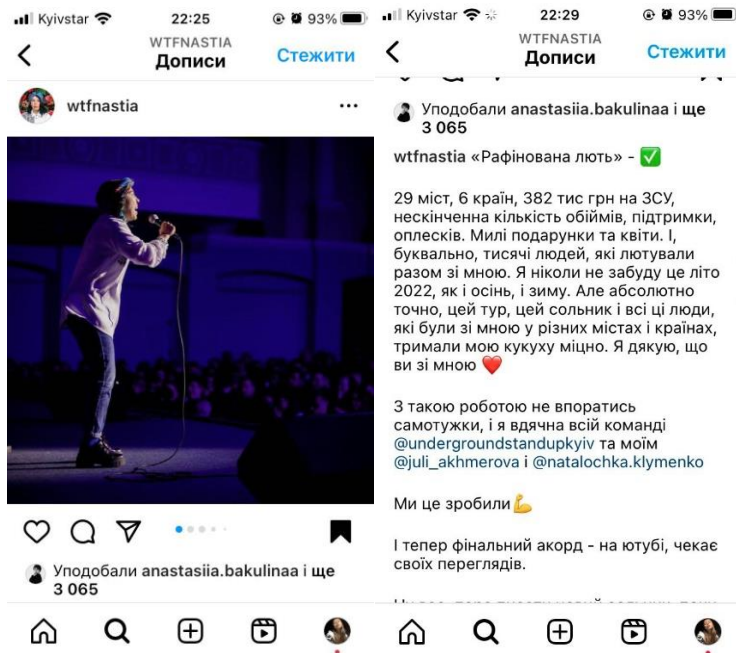 Kyivstar 22:25 93%
WTFNASTIA
Дописи
Стежити
wtfnastia
Уподобали anastasiia.bakulinaa і ще
3 065
Kyivstar 22:29 93%
WTFNASTIA
Дописи
Стежити
Уподобали anastasiia.bakulinaa і ще
3 065
wtfnastia «Рафінована лють» - ✅
29 міст, 6 країн, 382 тис грн на ЗСУ,
нескінченна кількість обіймів, підтримки,
оплесків. Милі подарунки та квіти. І,
буквально, тисячі людей, які лютували
разом зі мною. Я ніколи не забуду це літо
2022, як і осінь, і зиму. Але абсолютно
точно, цей тур, цей сольник і всі ці люди,
які були зі мною у різних містах і країнах,
тримали мою кукуху міцно. Я дякую, що
ви зі мною ❤️
З такою роботою не впоратись
самотужки, і я вдячна всій команді
@undergroundstandupkyiv та моїм
@juli_akhmerova і @natalochka.klymenko
Ми це зробили💪
І тепер фінальний акорд - на ютубі, чекає
своїх переглядів.